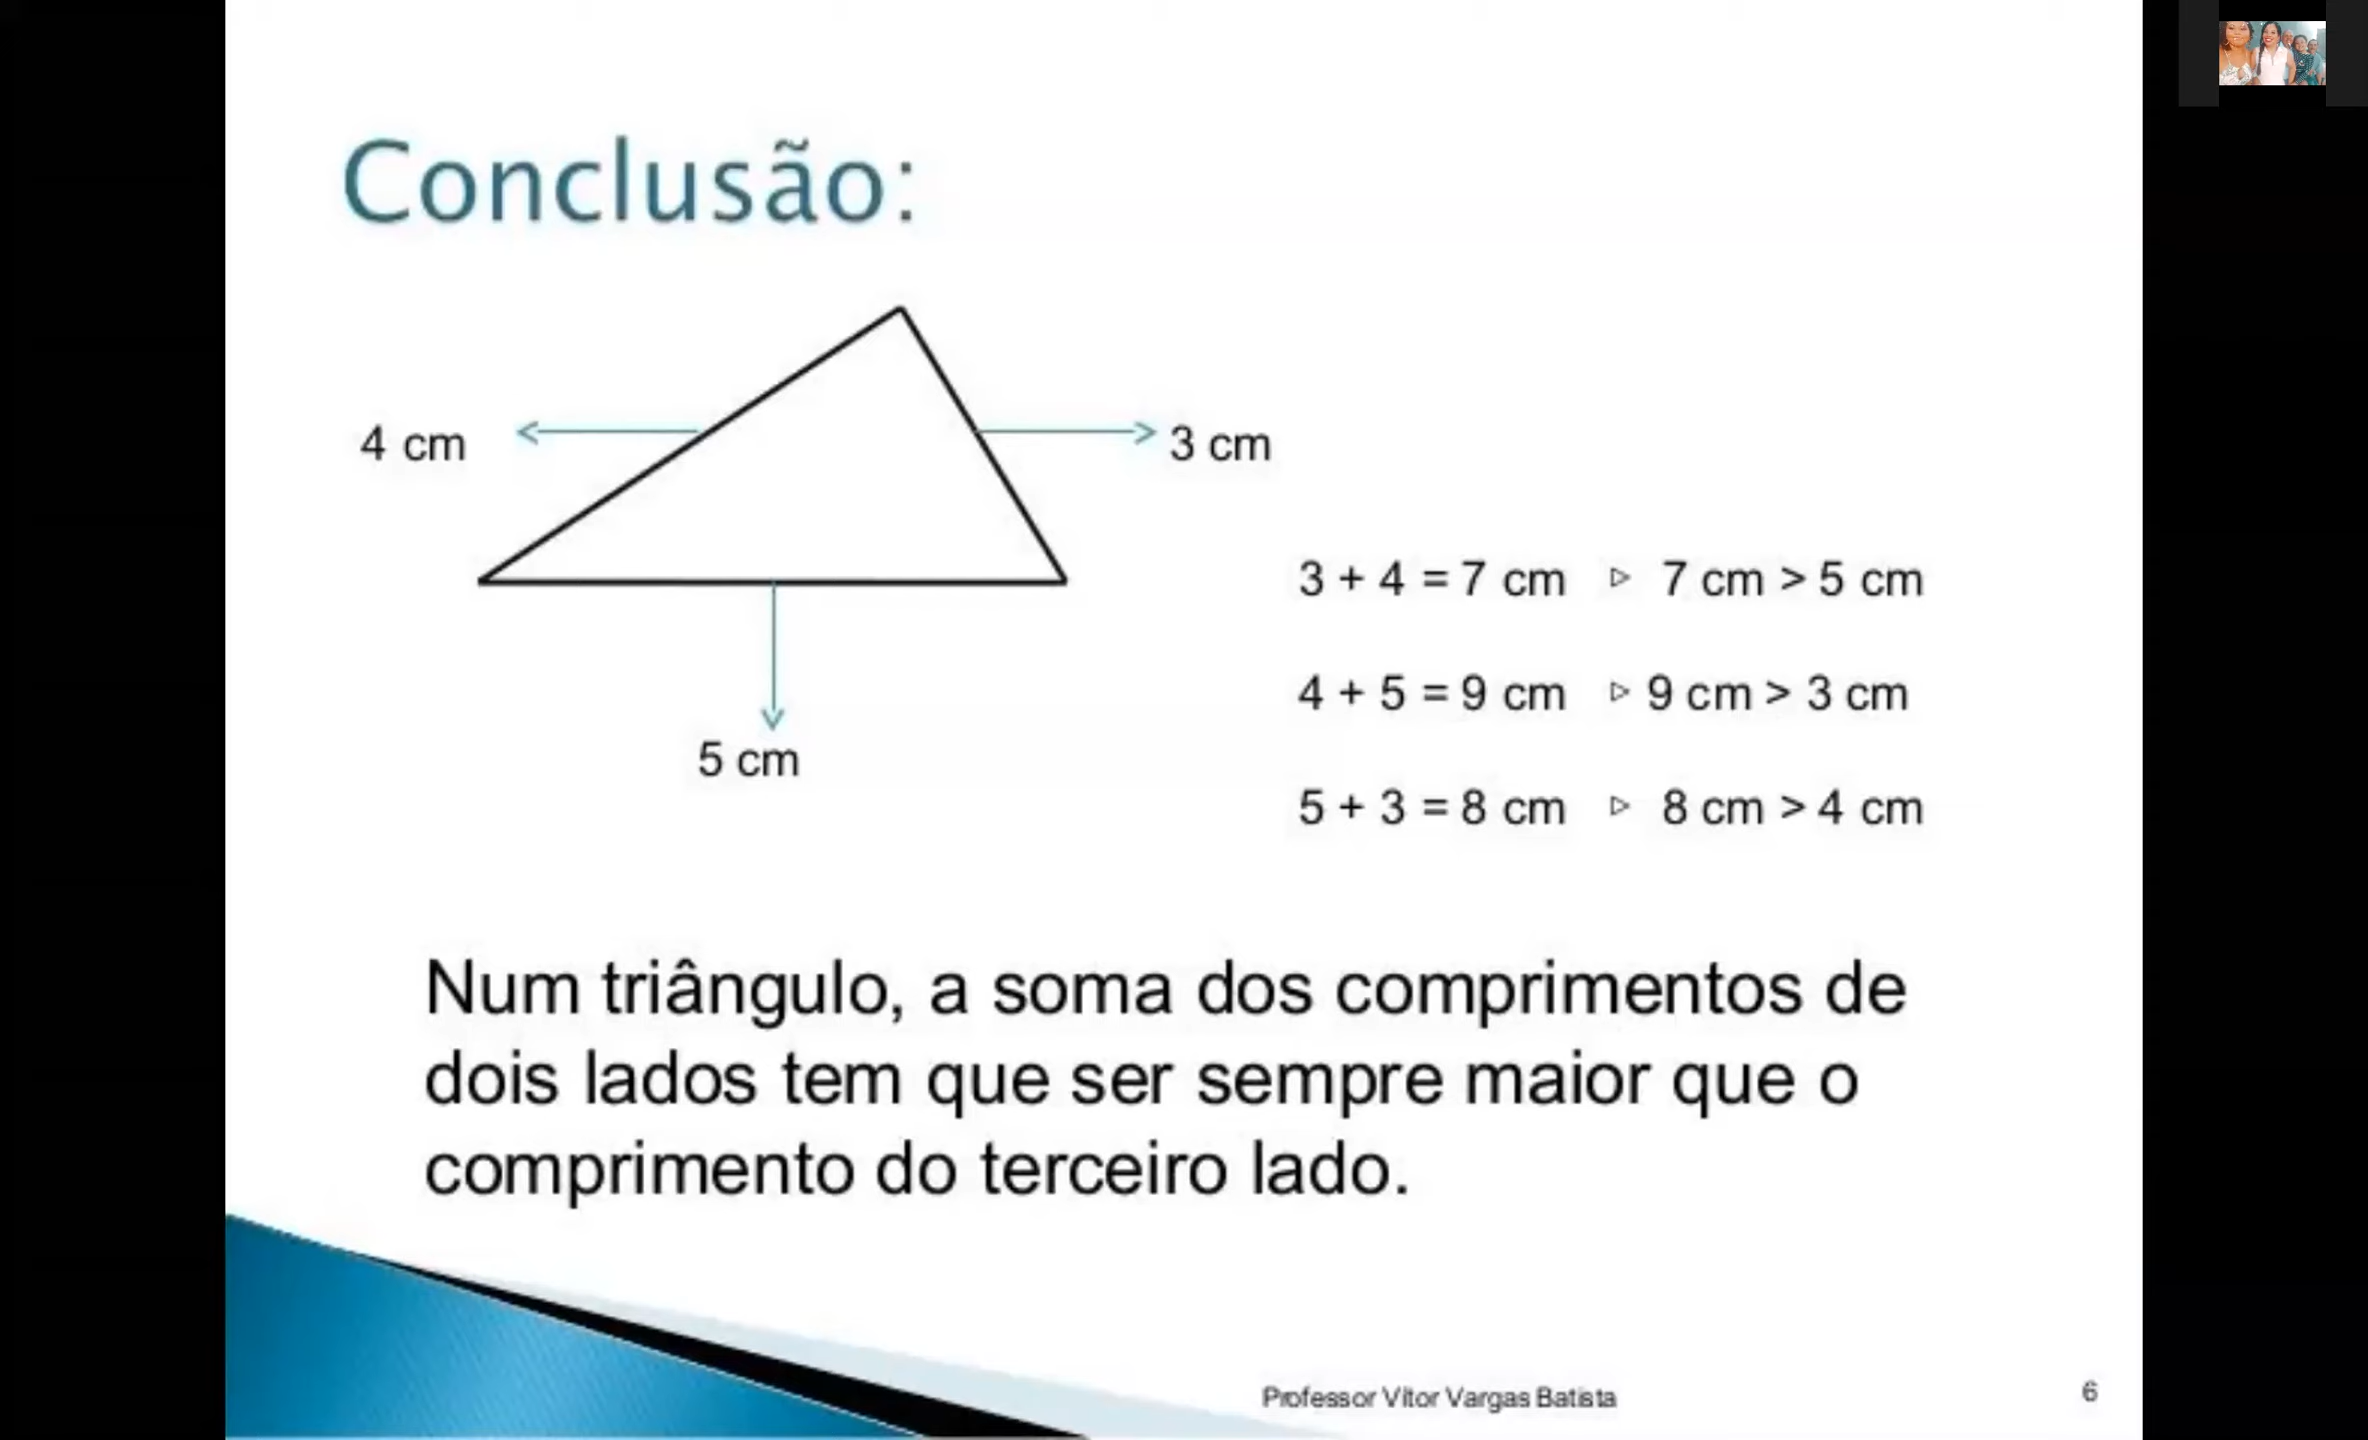 Conclusão:
4 cm
3 cm
5 cm
3 + 4 = 7 cm ▹ 7 cm > 5 cm
4 + 5 = 9 cm ▹ 9 cm > 3 cm
5 + 3 = 8 cm ▹ 8 cm > 4 cm
Num triângulo, a soma dos comprimentos de
dois lados tem que ser sempre maior que o
comprimento do terceiro lado.
Professor Vítor Vargas Batista
6